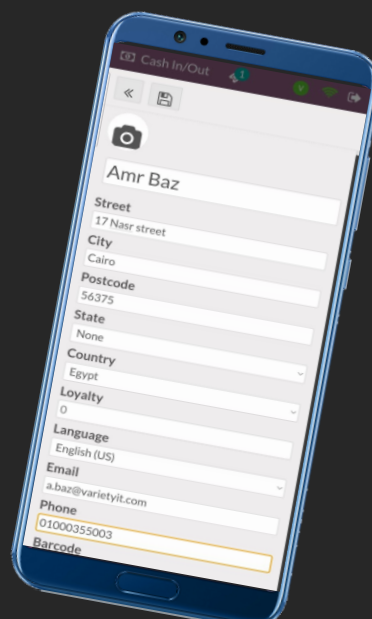 Cash In/Out
1
V
«
Amr Baz
Street
17 Nasr street
City
Cairo
Postcode
56375
State
None
Country
Egypt
Loyalty
0
Language
English (US)
Email
a.baz@varietyit.com
Phone
01000355003
Barcode